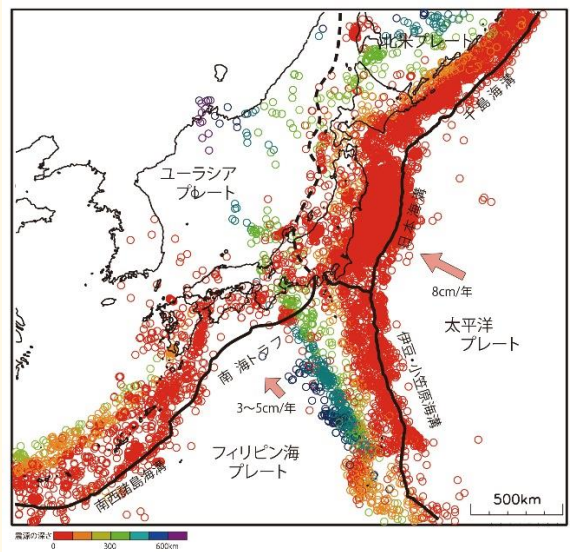 北米プレート
千島海溝
ユーラシア
プレート
日本海溝
8cm/年
太平洋
プレート
伊豆・小笠原海溝
南海トラフ
3～5cm/年
フィリピン海
プレート
南西諸島海溝
500km
震源の深さ
0 300 600km